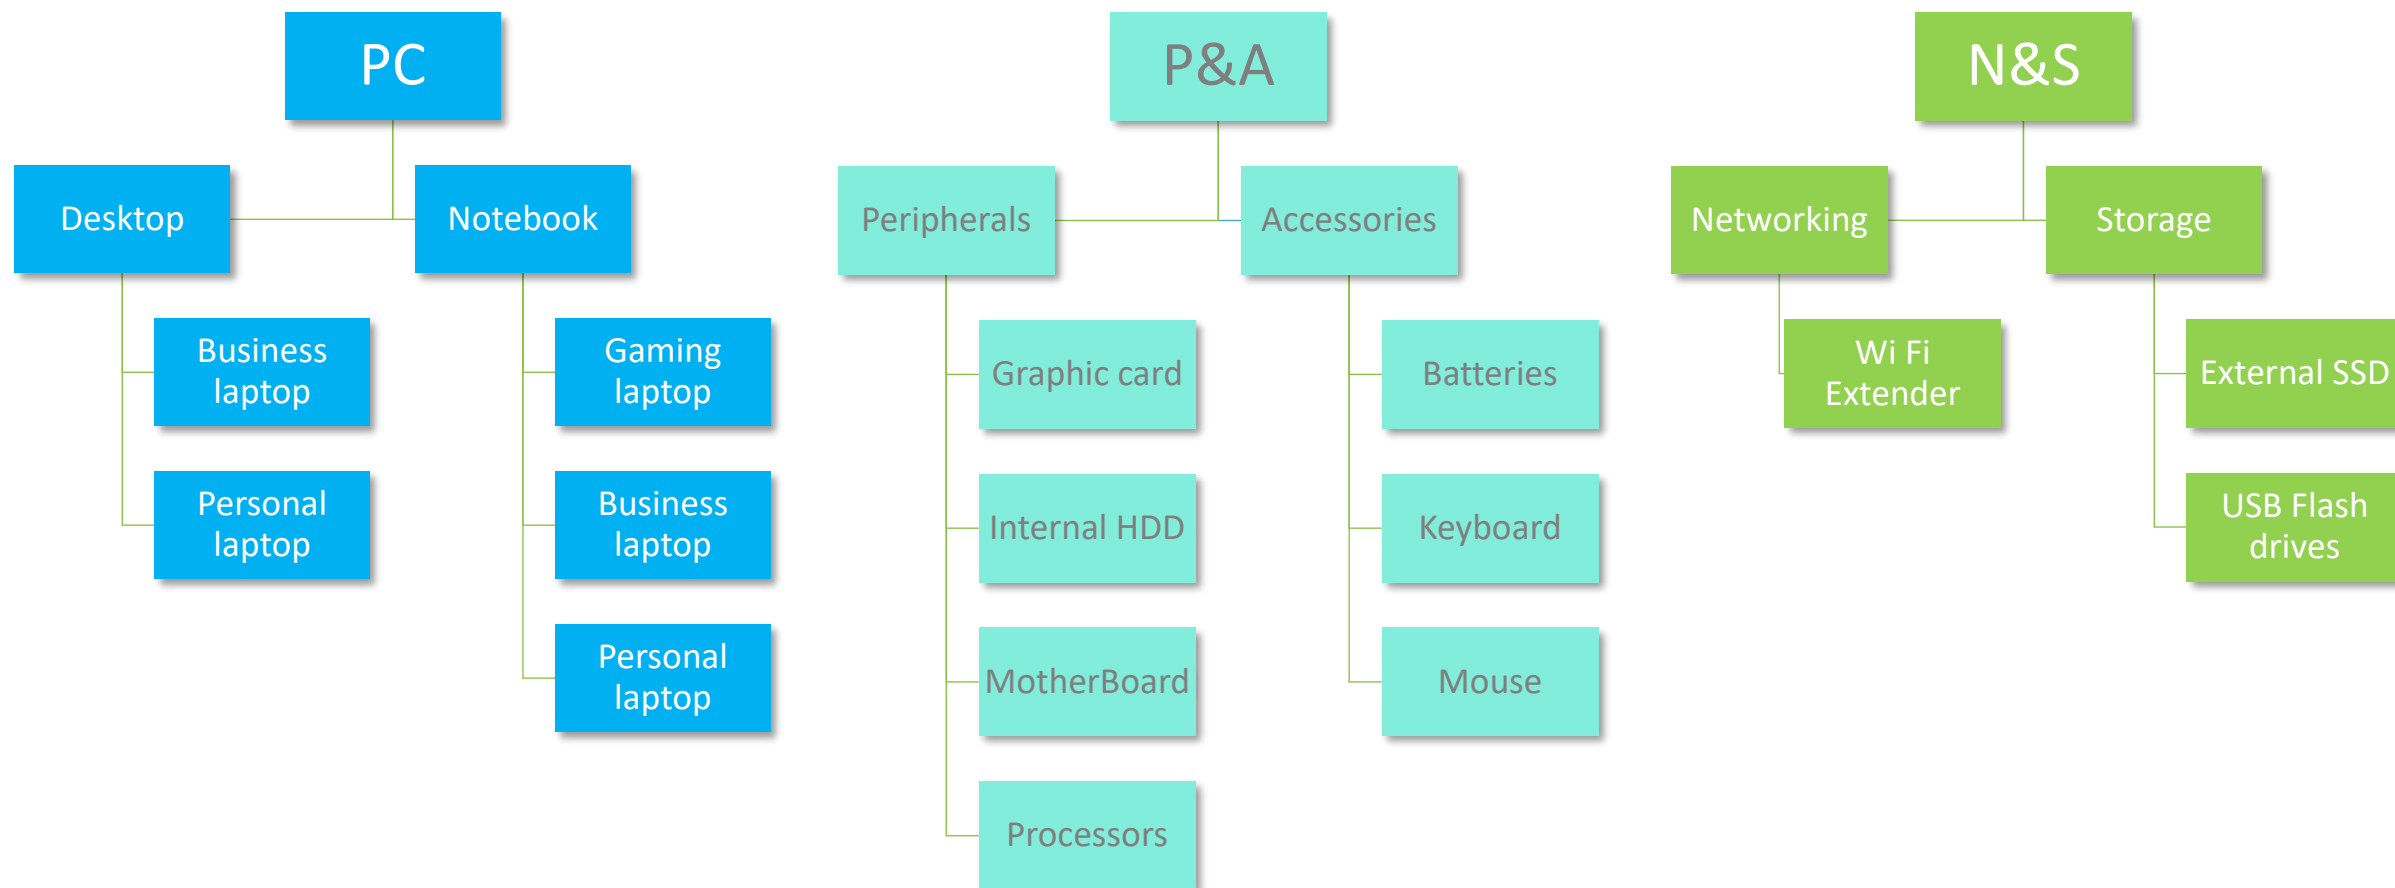 PC
Desktop
Notebook
Business
laptop
Personal
laptop
Gaming
laptop
Business
laptop
Personal
laptop
P&A
Peripherals
Accessories
Graphic card
Internal HDD
MotherBoard
Processors
Batteries
Keyboard
Mouse
N&S
Networking
Storage
Wi Fi
Extender
External SSD
USB Flash
drives